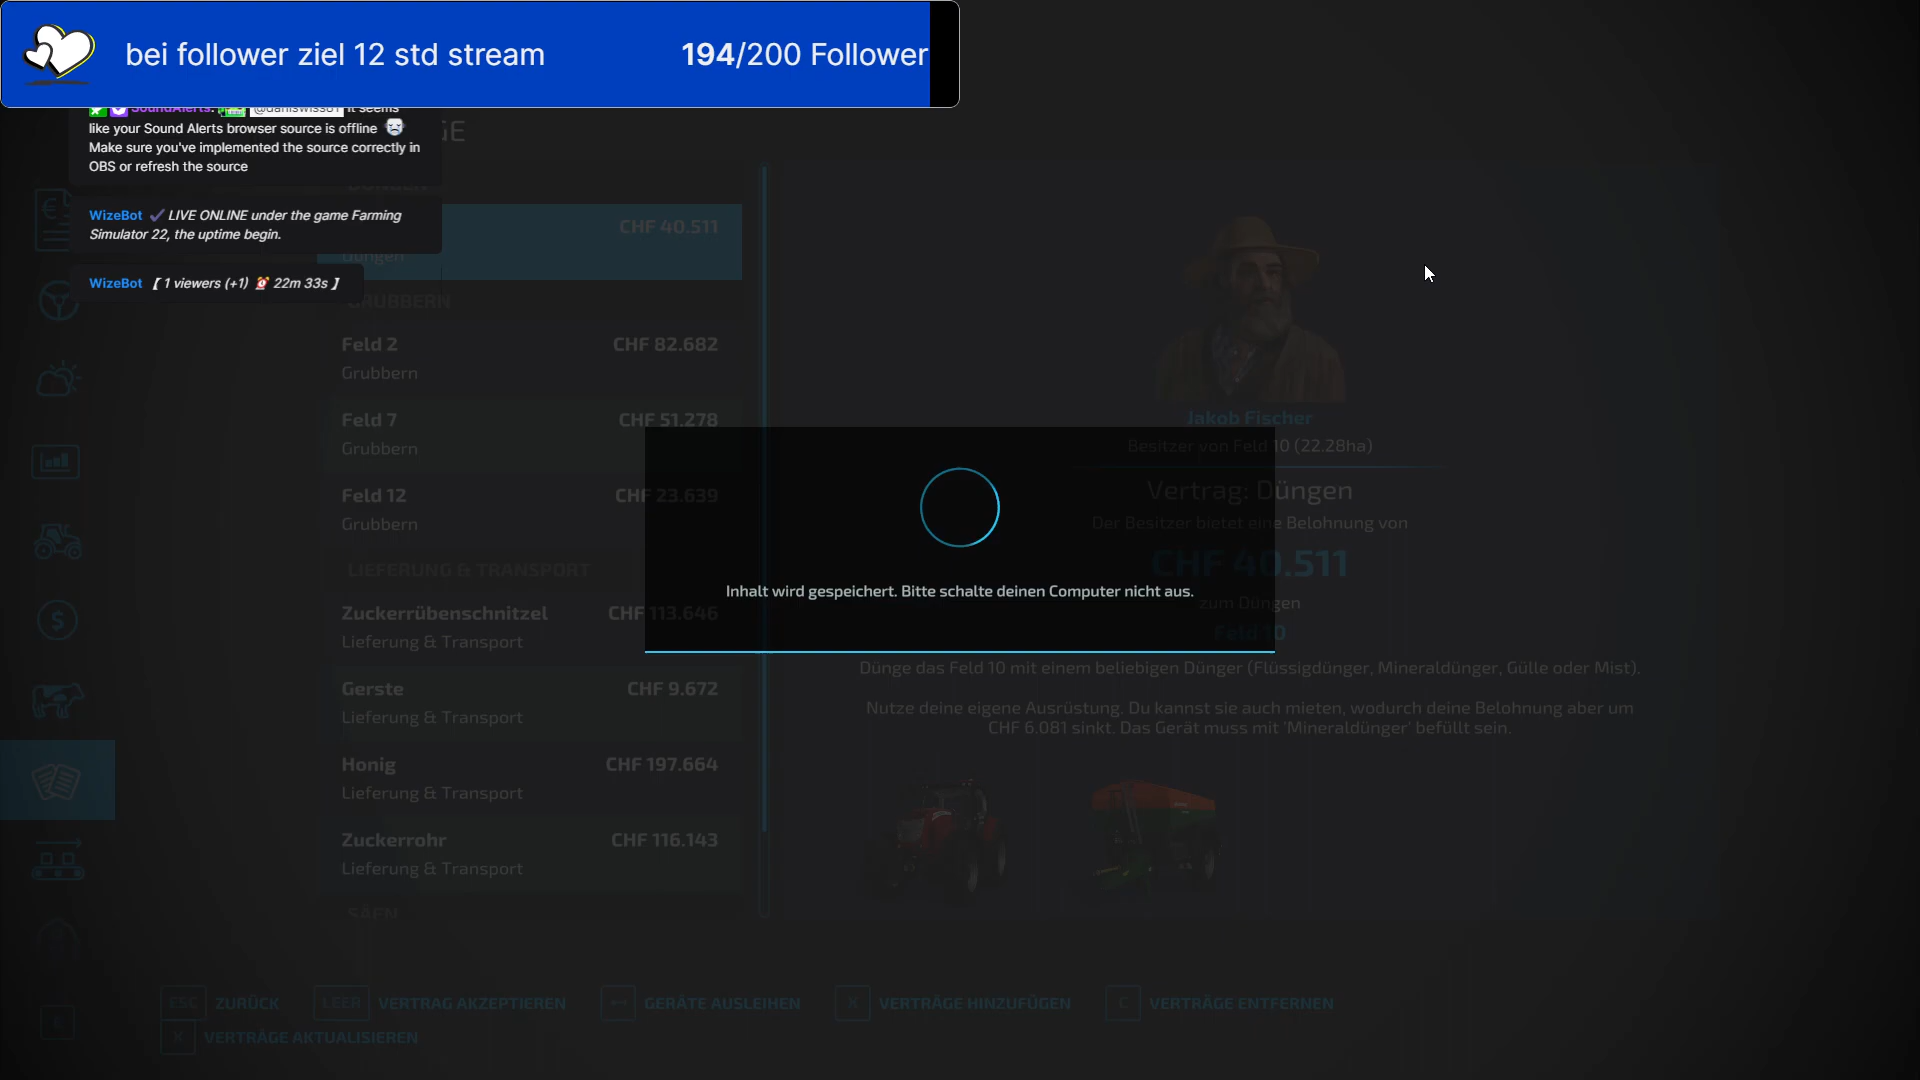 bei follower ziel 12 std stream
194/200 Follower
SoundAlerts: @daniswiss01 It seems
like your Sound Alerts browser source is offline
Make sure you've implemented the source correctly in
OBS or refresh the source
WizeBot LIVE ONLINE under the game Farming
Simulator 22, the uptime begin.
WizeBot 【 1 viewers (+1) 22m 33s 】
GE
DÜNGEN
CHF 40.511
Düngen
GRUBBERN
Feld 2 CHF 82.682
Grubbern
Feld 7 CHF 51.278
Grubbern
Feld 12 CHF 23.639
Grubbern
LIEFERUNG & TRANSPORT
Zuckerrübenschnitzel CHF 113.646
Lieferung & Transport
Gerste CHF 9.672
Lieferung & Transport
Honig CHF 197.664
Lieferung & Transport
Zuckerrohr CHF 116.143
Lieferung & Transport
SÄEN
Jakob Fischer
Besitzer von Feld 10 (22.28ha)
Vertrag: Düngen
Der Besitzer bietet eine Belohnung von
CHF 40.511
zum Düngen
Feld 10
Dünge das Feld 10 mit einem beliebigen Dünger (Flüssigdünger, Mineraldünger, Gülle oder Mist).
Nutze deine eigene Ausrüstung. Du kannst sie auch mieten, wodurch deine Belohnung aber um
CHF 6.081 sinkt. Das Gerät muss mit 'Mineraldünger' befüllt sein.
Inhalt wird gespeichert. Bitte schalte deinen Computer nicht aus.
ESC ZURÜCK LEER VERTRAG AKZEPTIEREN GERÄTE AUSLEIHEN N VERTRÄGE HINZUFÜGEN C VERTRÄGE ENTFERNEN
X VERTRÄGE AKTUALISIEREN